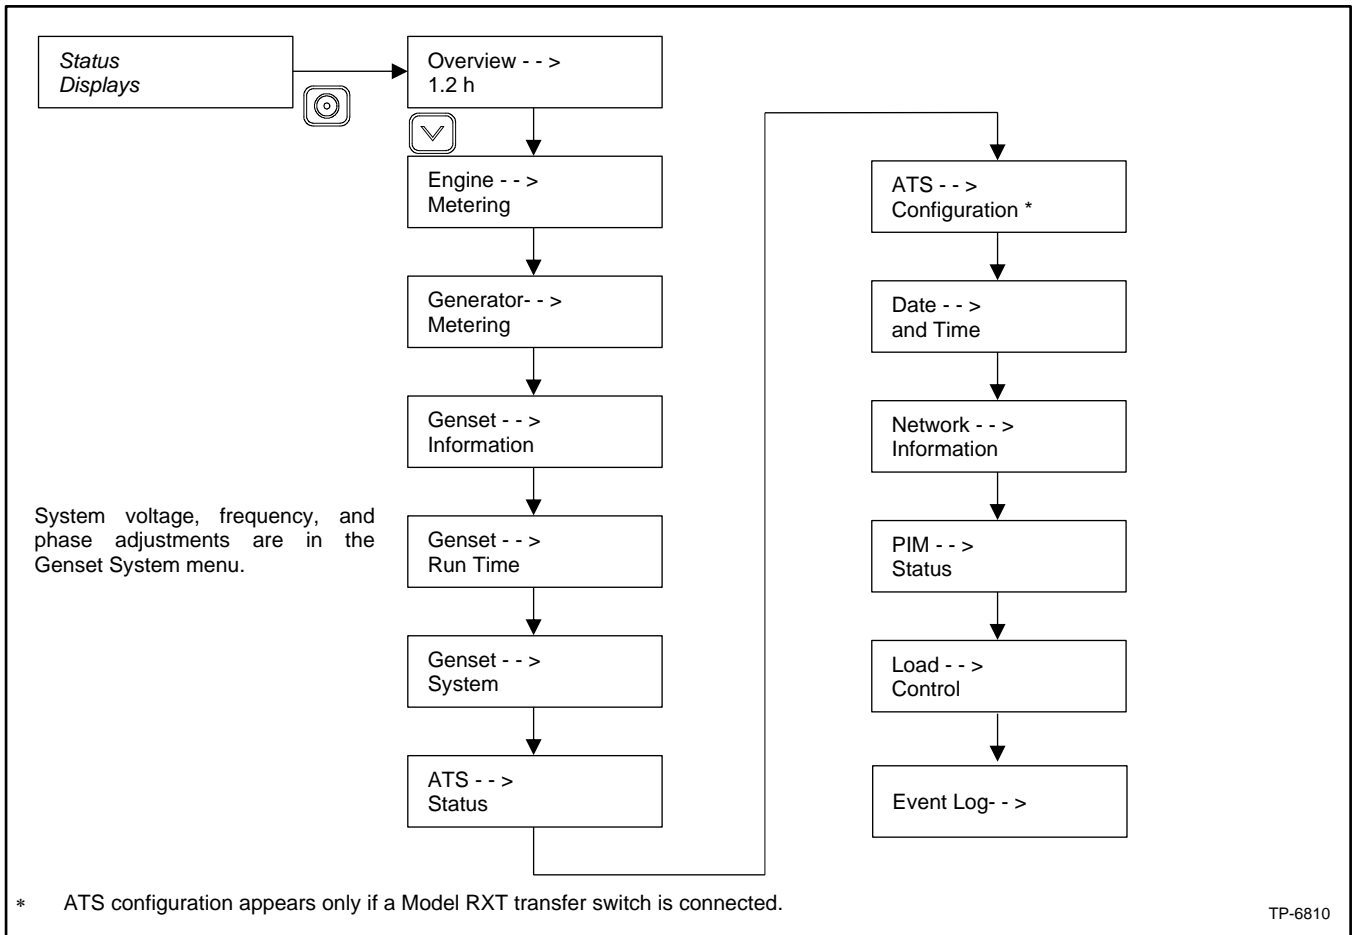 Status
Displays
Overview - - >
1.2 h
Engine - - >
Metering
Generator- - >
Metering
Genset - - >
Information
System voltage, frequency, and
phase adjustments are in the
Genset System menu.
Genset - - >
Run Time
Genset - - >
System
ATS - - >
Status
ATS - - >
Configuration *
Date - - >
and Time
Network - - >
Information
PIM - - >
Status
Load - - >
Control
Event Log- - >
* ATS configuration appears only if a Model RXT transfer switch is connected.
TP-6810